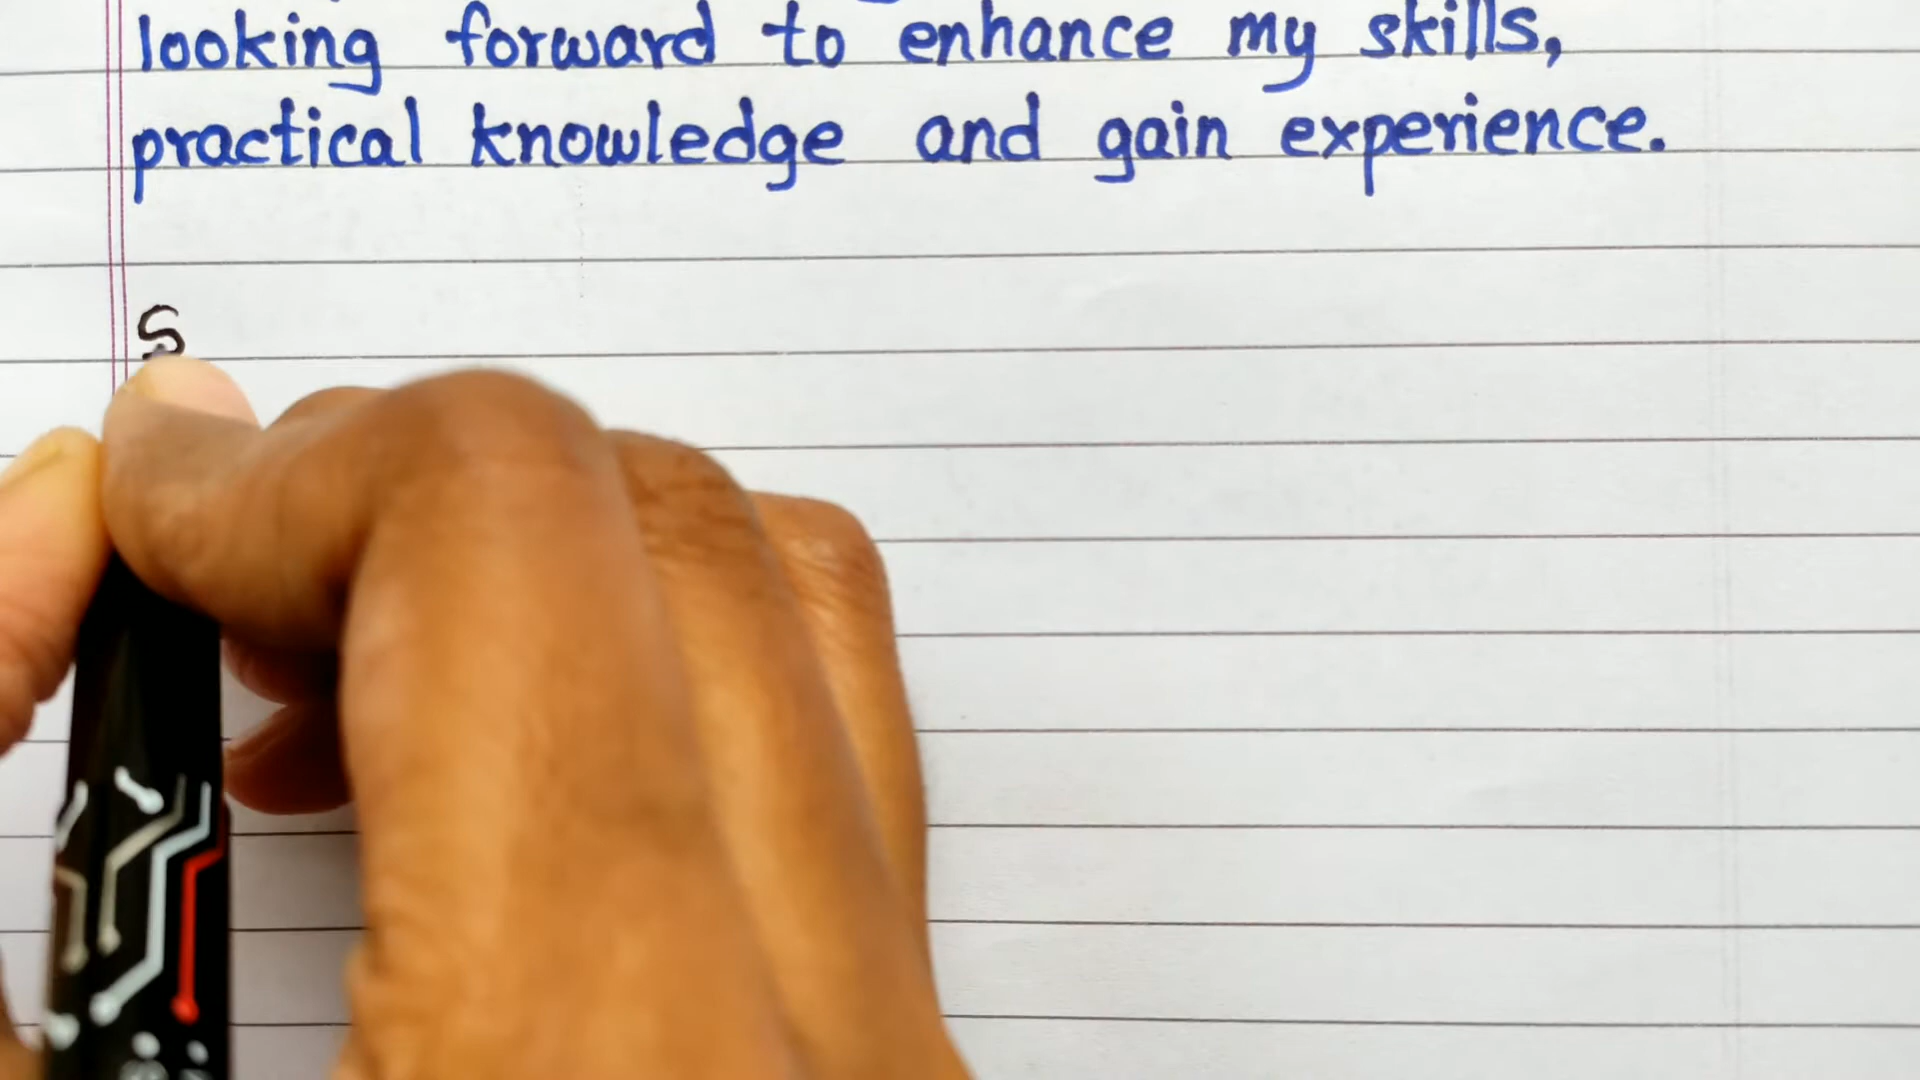 looking forward to enhance my skills,
practical knowledge and gain experience.
S